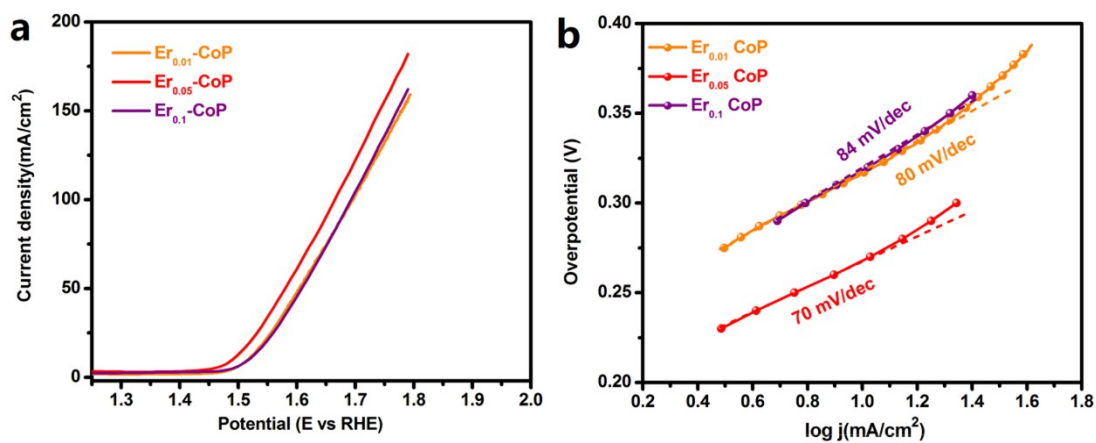 a
200
150
100
50
0
Current density(mA/cm²)
Er₀.₀₁-CoP
Er₀.₀₅-CoP
Er₀.₁-CoP
1.3 1.4 1.5 1.6 1.7 1.8 1.9 2.0
Potential (E vs RHE)
b
0.40
0.35
0.30
0.25
0.20
Overpotential (V)
Er₀.₀₁ CoP
Er₀.₀₅ CoP
Er₀.₁ CoP
84 mV/dec
80 mV/dec
70 mV/dec
0.2 0.4 0.6 0.8 1.0 1.2 1.4 1.6 1.8
log j(mA/cm²)